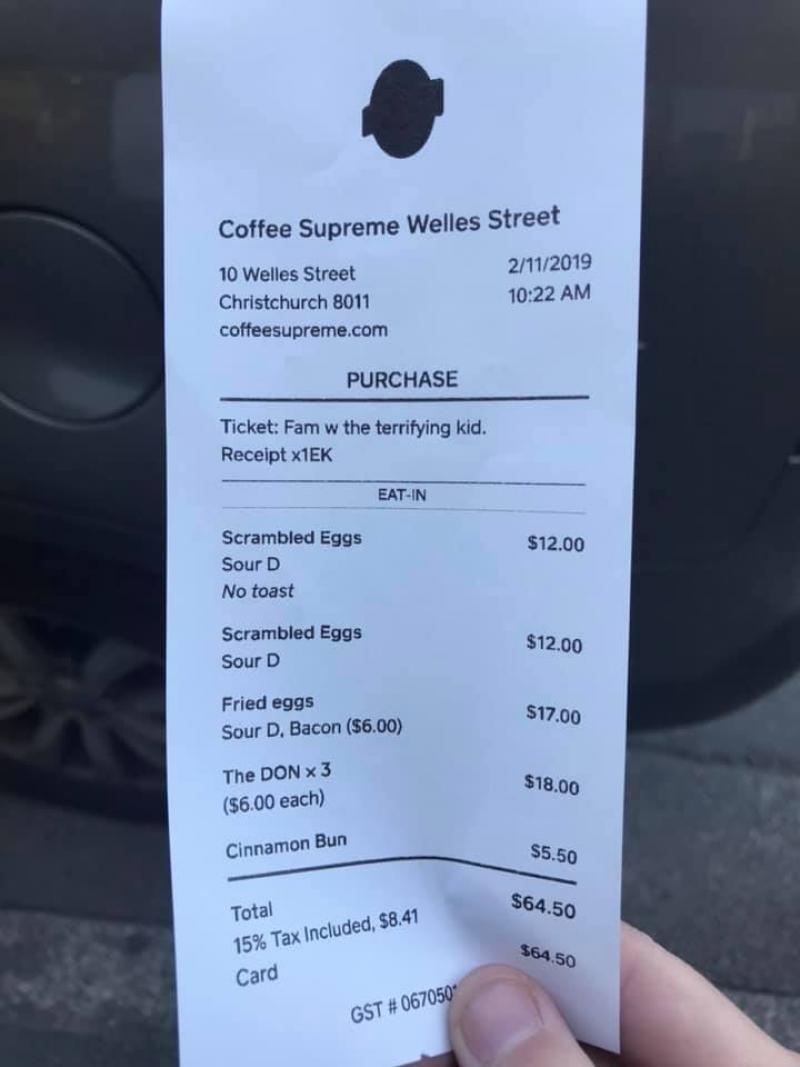 Coffee Supreme Welles Street
10 Welles Street 2/11/2019
Christchurch 8011 10:22 AM
coffeesupreme.com
PURCHASE
Ticket: Fam w the terrifying kid.
Receipt x1EK
EAT-IN
Scrambled Eggs $12.00
Sour D
No toast
Scrambled Eggs $12.00
Sour D
Fried eggs $17.00
Sour D, Bacon ($6.00)
The DON x 3 $18.00
($6.00 each)
Cinnamon Bun $5.50
Total $64.50
15% Tax Included, $8.41
Card $64.50
GST # 067050